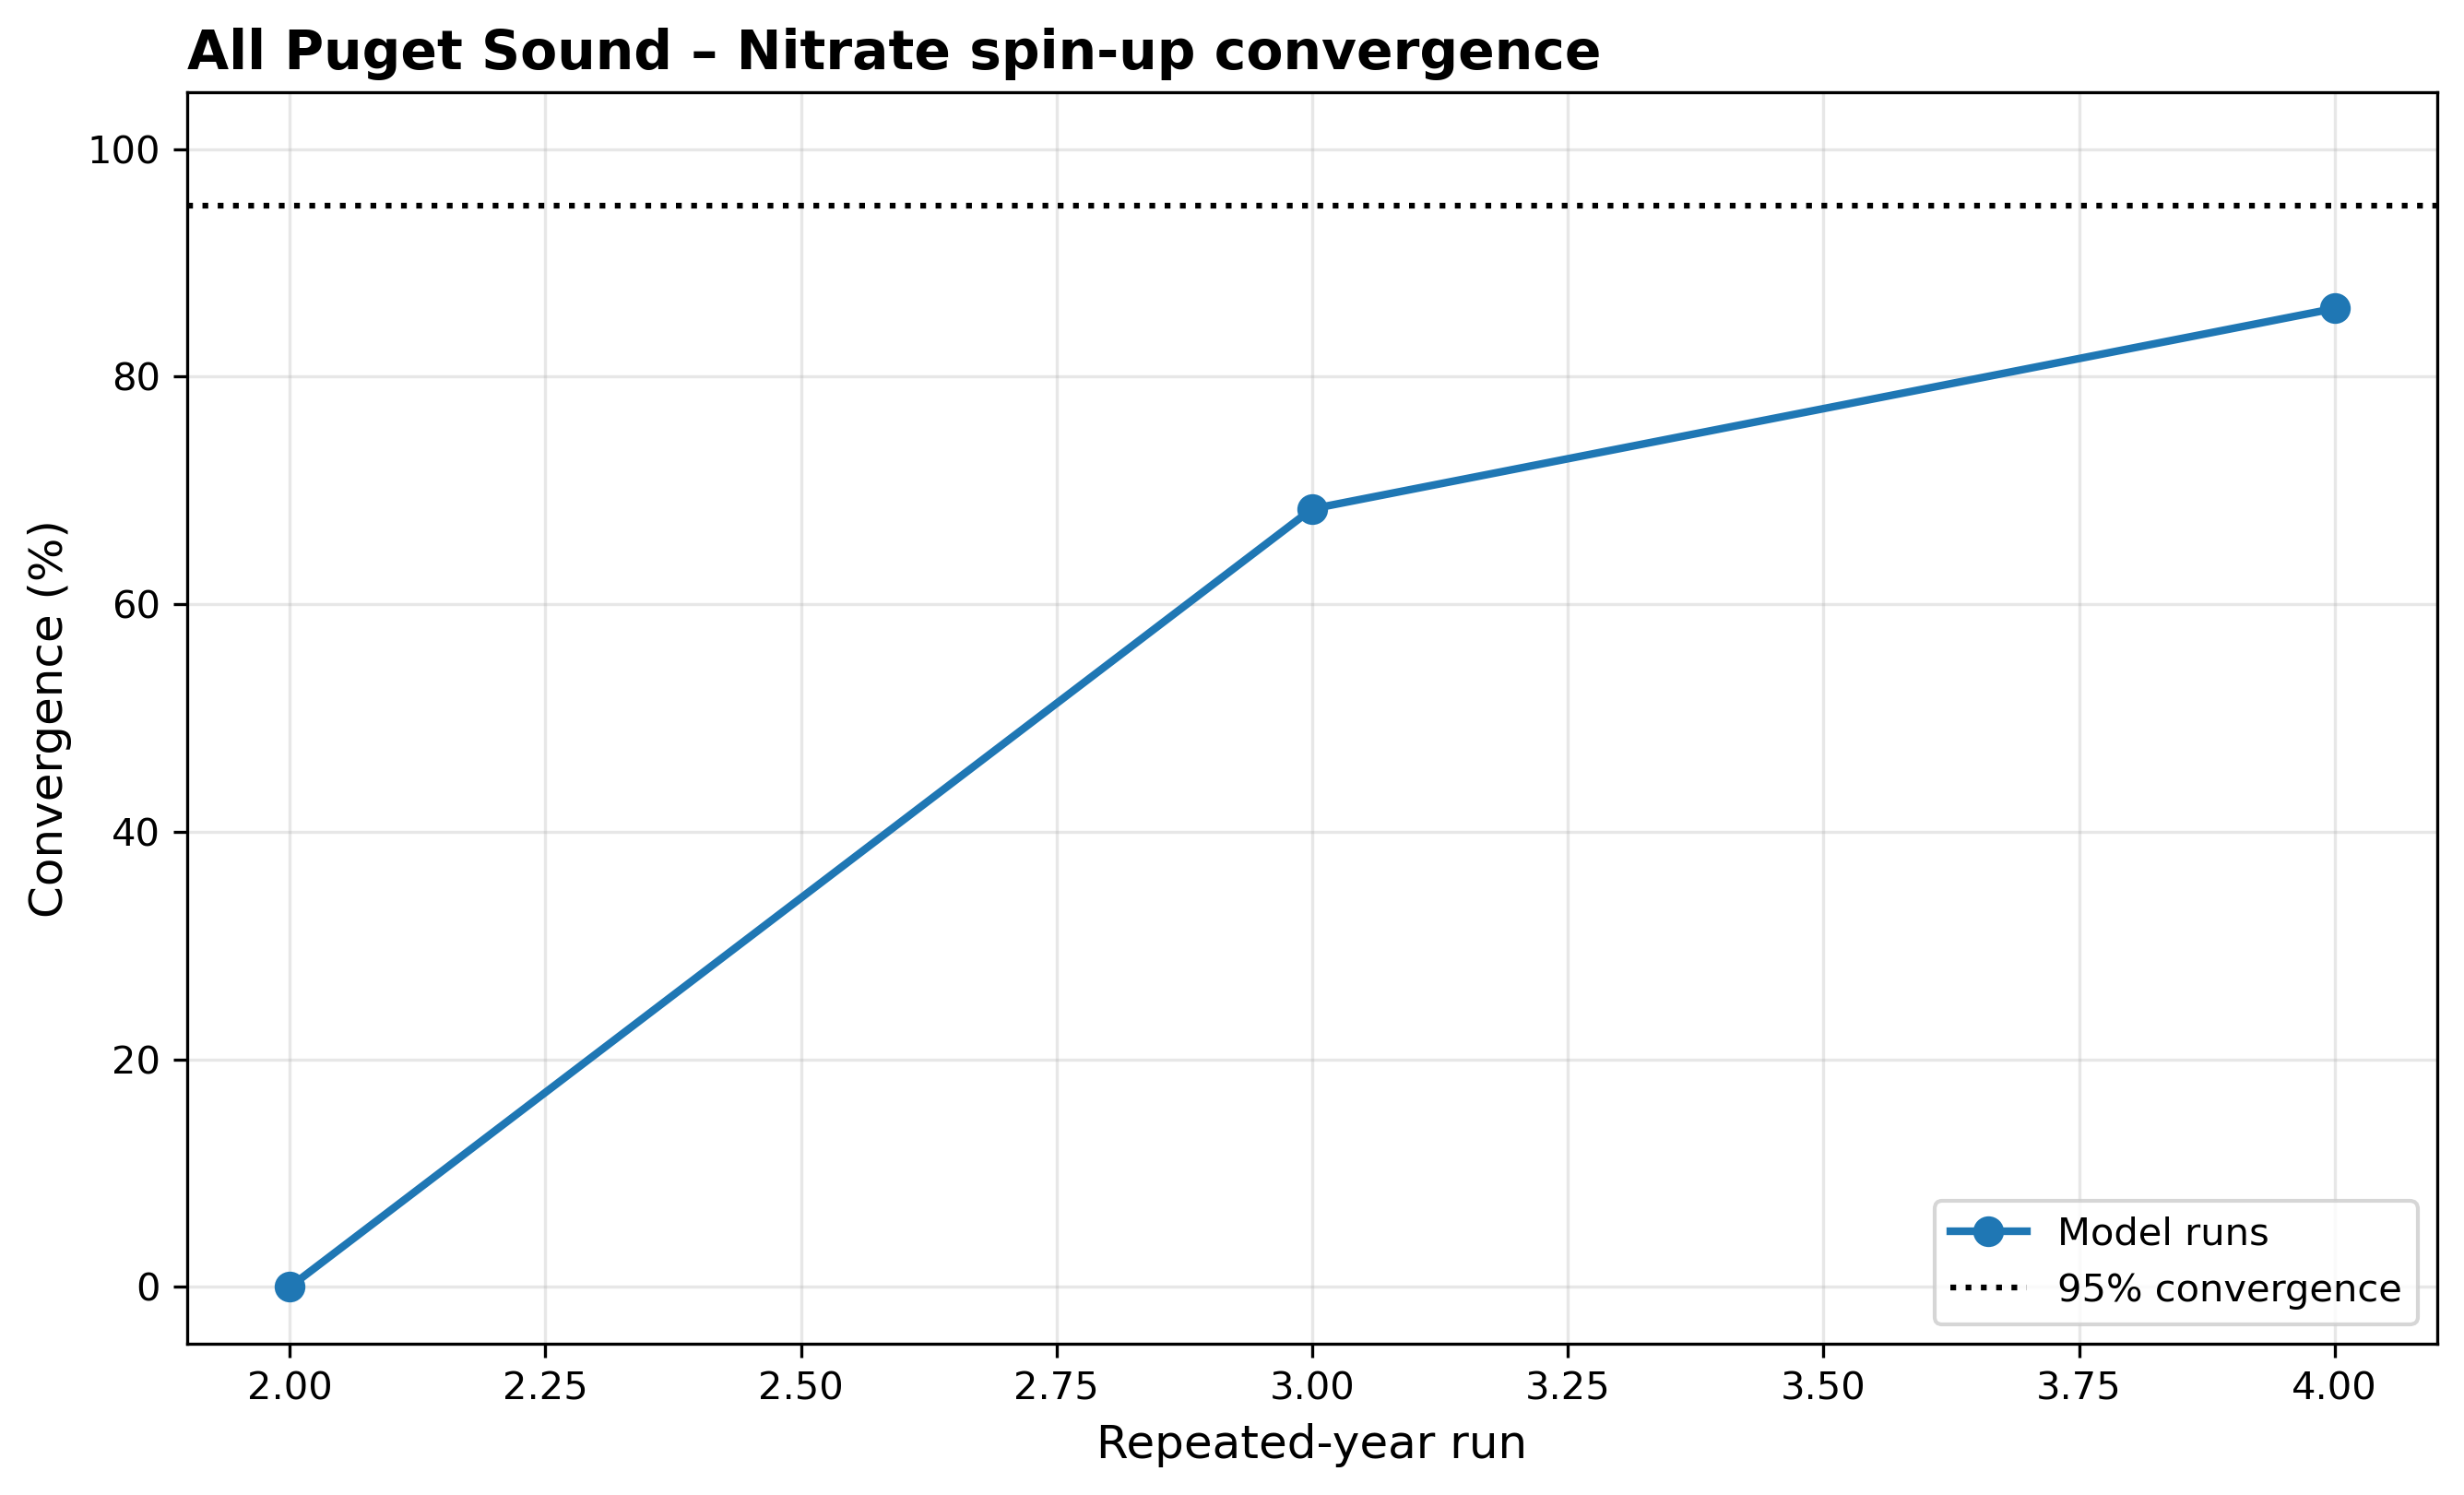 All Puget Sound – Nitrate spin-up convergence
Convergence (%)
100
80
60
40
20
0
2.00 2.25 2.50 2.75 3.00 3.25 3.50 3.75 4.00
Repeated-year run
Model runs
95% convergence